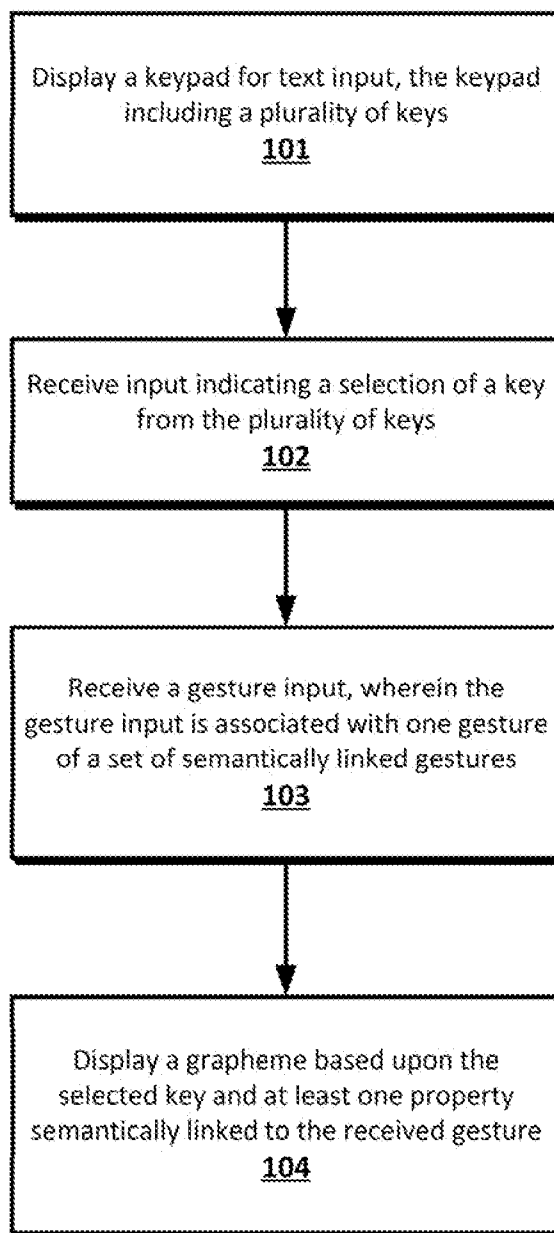 Display a keypad for text input, the keypad
including a plurality of keys
101
Receive input indicating a selection of a key
from the plurality of keys
102
Receive a gesture input, wherein the
gesture input is associated with one gesture
of a set of semantically linked gestures
103
Display a grapheme based upon the
selected key and at least one property
semantically linked to the received gesture
104